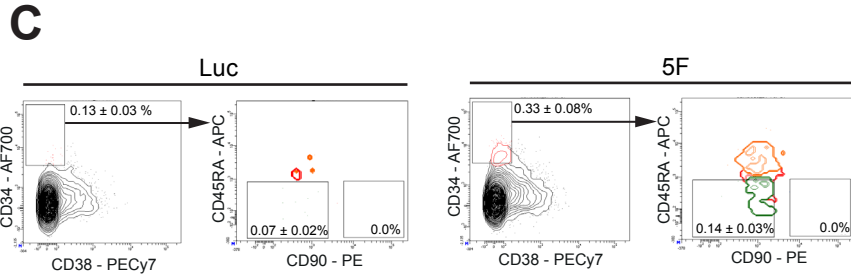 C
Luc
5F
0.13 ± 0.03 %
CD34 - AF700
CD38 - PECy7
CD45RA - APC
0.07 ± 0.02%
0.0%
CD90 - PE
0.33 ± 0.08%
CD34 - AF700
CD38 - PECy7
CD45RA - APC
0.14 ± 0.03%
0.0%
CD90 - PE